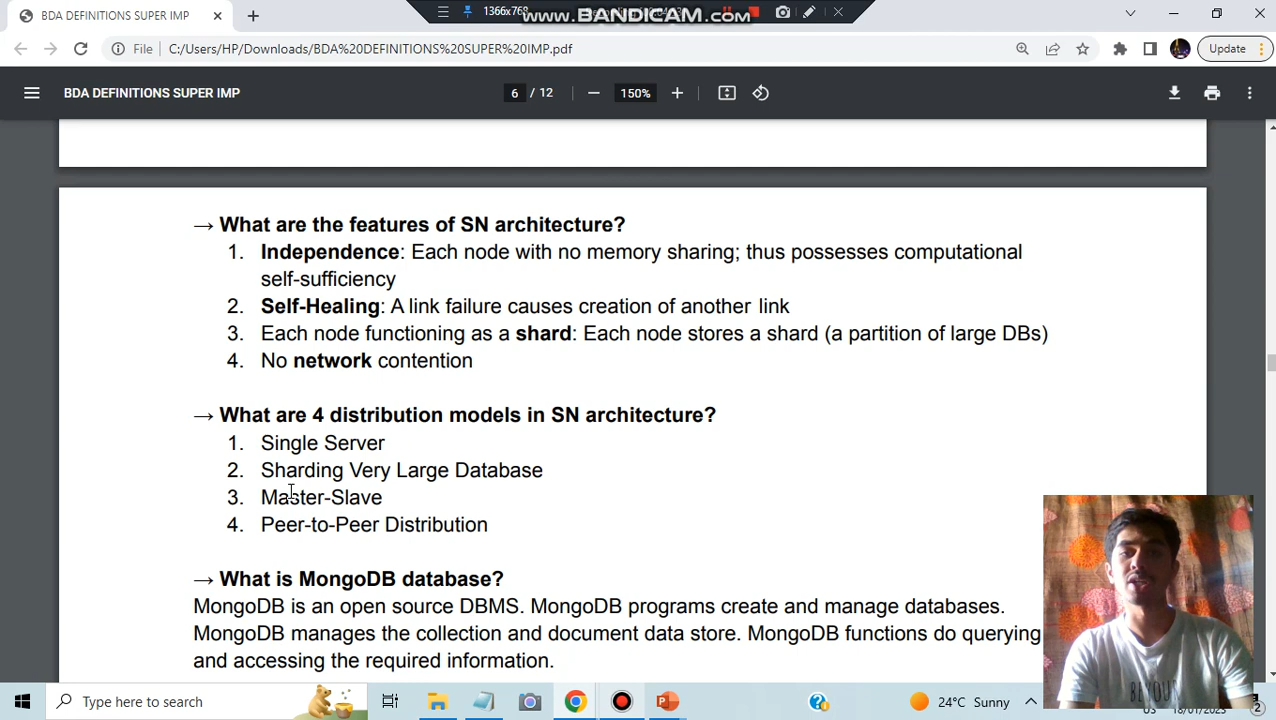 BDA DEFINITIONS SUPER IMP
1366x768
www.BANDICAM.com
File
C:/Users/HP/Downloads/BDA%20DEFINITIONS%20SUPER%20IMP.pdf
Update
BDA DEFINITIONS SUPER IMP
6 / 12
150%
→ What are the features of SN architecture?
1. Independence: Each node with no memory sharing; thus possesses computational
self-sufficiency
2. Self-Healing: A link failure causes creation of another link
3. Each node functioning as a shard: Each node stores a shard (a partition of large DBs)
4. No network contention
→ What are 4 distribution models in SN architecture?
1. Single Server
2. Sharding Very Large Database
3. Master-Slave
4. Peer-to-Peer Distribution
→ What is MongoDB database?
MongoDB is an open source DBMS. MongoDB programs create and manage databases.
MongoDB manages the collection and document data store. MongoDB functions do querying
and accessing the required information.
Type here to search
24°C Sunny
US
18/01/2023
2